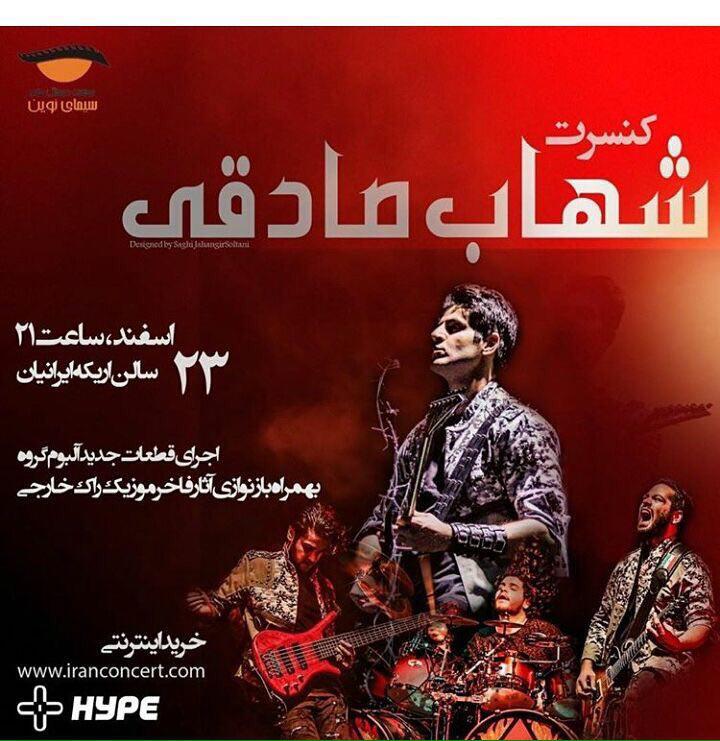 سیمای نوین
کنسرت
شهاب صادقی
Designed by Saghi JahangirSoltani
۲۳ اسفند، ساعت ۲۱
سالن اریکه ایرانیان
اجرای قطعات جدید آلبوم گروه
بهمراه بازنوازی آثار فاخر موزیک راک خارجی
خرید اینترنتی
www.iranconcert.com
HYPE